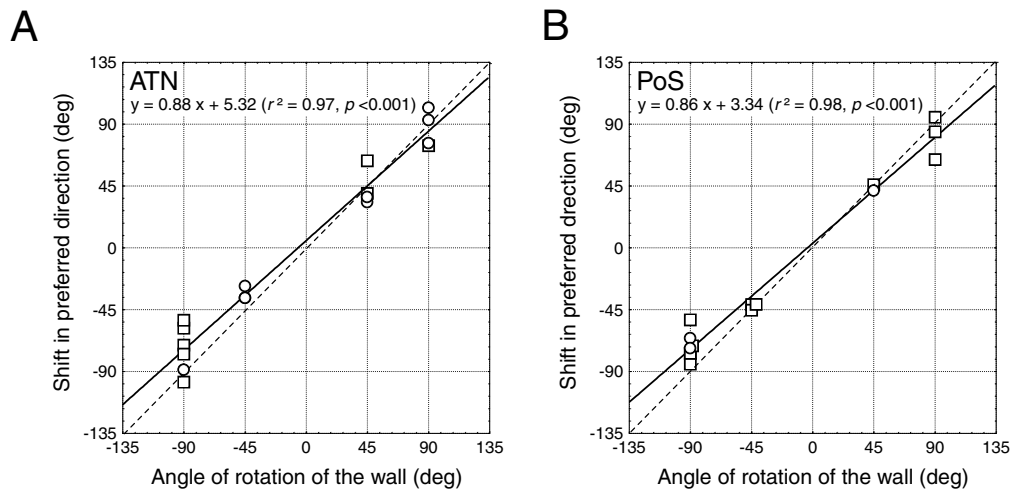 A
ATN
y = 0.88 x + 5.32 (r² = 0.97, p <0.001)
135
90
45
0
-45
-90
-135
-135 -90 -45 0 45 90 135
Shift in preferred direction (deg)
Angle of rotation of the wall (deg)
B
PoS
y = 0.86 x + 3.34 (r² = 0.98, p <0.001)
135
90
45
0
-45
-90
-135
-135 -90 -45 0 45 90 135
Shift in preferred drection (deg)
Angle of rotation of the wall (deg)